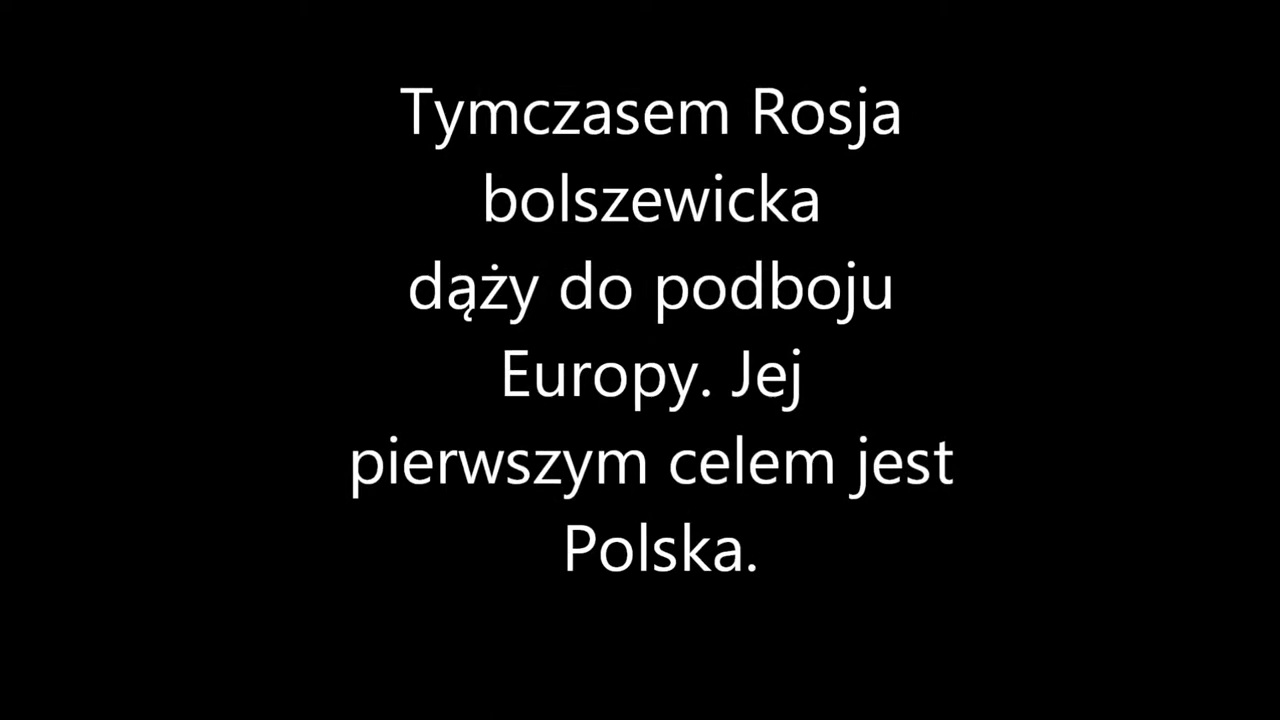 Tymczasem Rosja
bolszewicka
dąży do podboju
Europy. Jej
pierwszym celem jest
Polska.